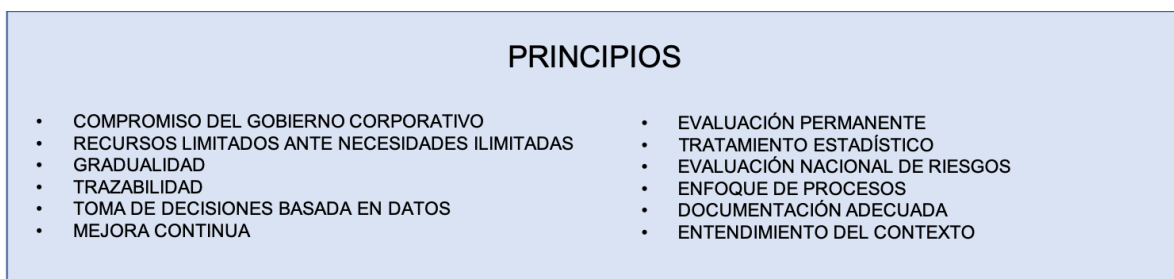 PRINCIPIOS
• COMPROMISO DEL GOBIERNO CORPORATIVO
• RECURSOS LIMITADOS ANTE NECESIDADES ILIMITADAS
• GRADUALIDAD
• TRAZABILIDAD
• TOMA DE DECISIONES BASADA EN DATOS
• MEJORA CONTINUA
• EVALUACIÓN PERMANENTE
• TRATAMIENTO ESTADÍSTICO
• EVALUACIÓN NACIONAL DE RIESGOS
• ENFOQUE DE PROCESOS
• DOCUMENTACIÓN ADECUADA
• ENTENDIMIENTO DEL CONTEXTO